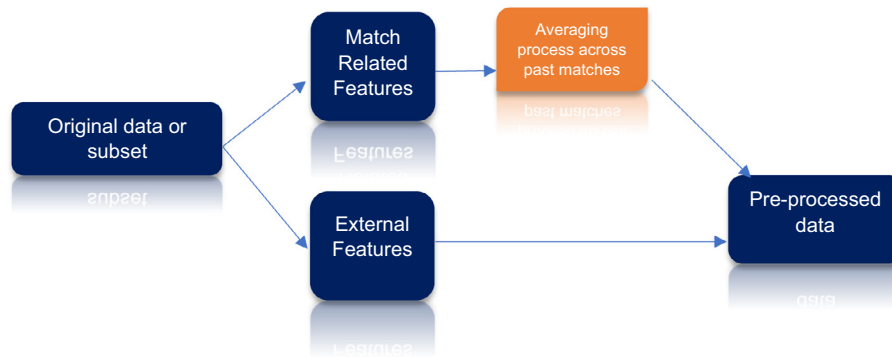 Original data or
subset
Match
Related
Features
Averaging
process across
past matches
External
Features
Pre-processed
data